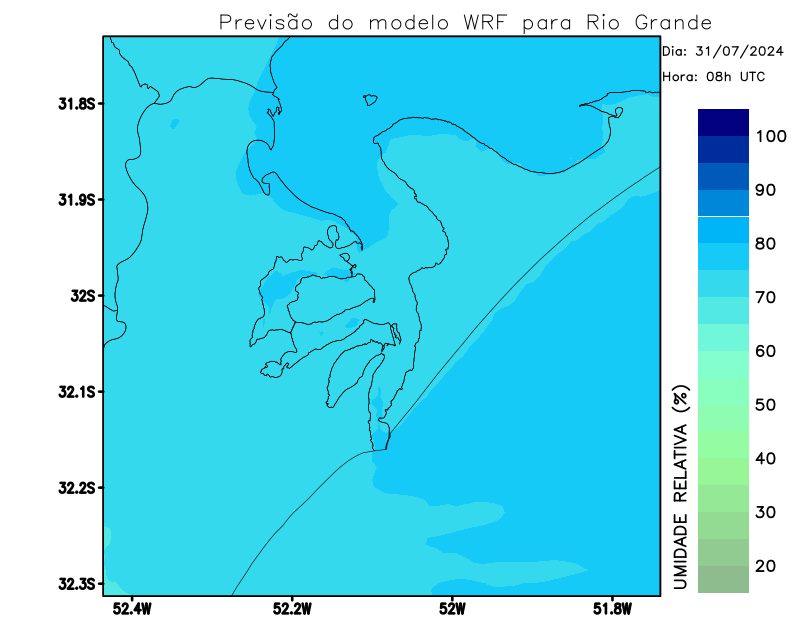 Previsão do modelo WRF para Rio Grande
Dia: 31/07/2024
Hora: 08h UTC
31.8S
31.9S
32S
32.1S
32.2S
32.3S
52.4W
52.2W
52W
51.8W
100
90
80
70
60
50
40
30
20
UMIDADE RELATIVA (%)